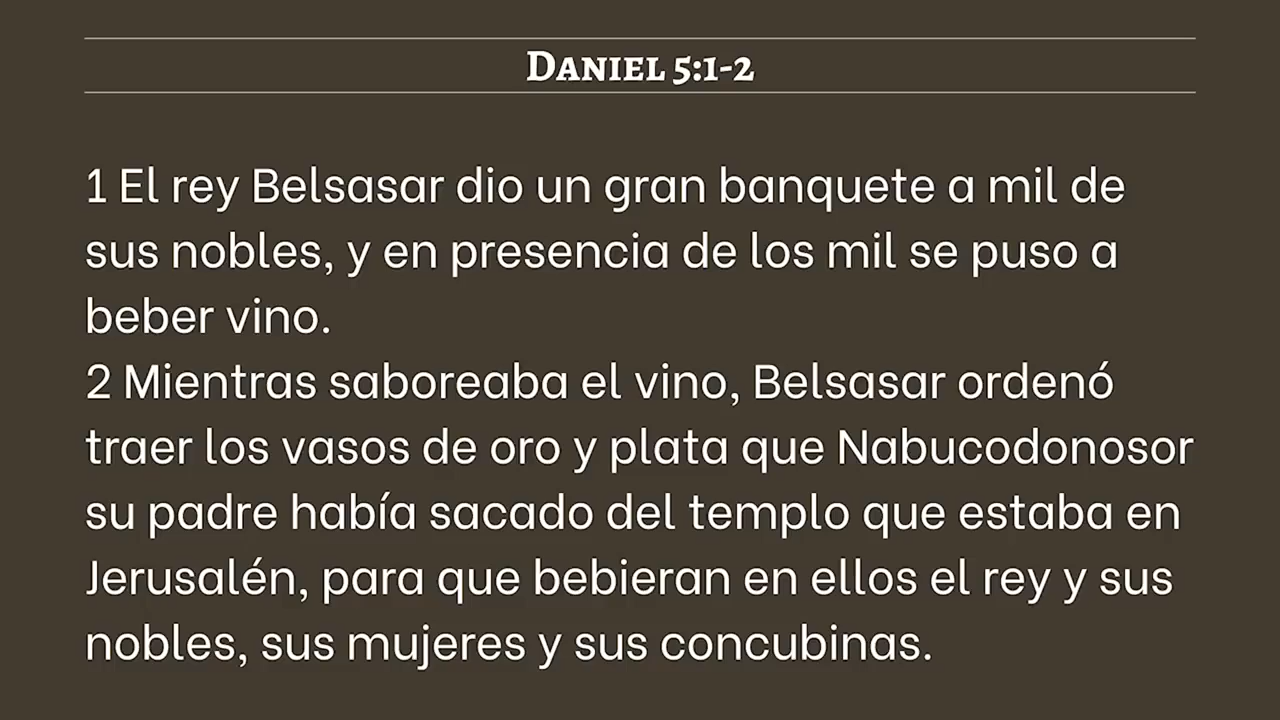 Daniel 5:1-2
1 El rey Belsasar dio un gran banquete a mil de
sus nobles, y en presencia de los mil se puso a
beber vino.
2 Mientras saboreaba el vino, Belsasar ordenó
traer los vasos de oro y plata que Nabucodonosor
su padre había sacado del templo que estaba en
Jerusalén, para que bebieran en ellos el rey y sus
nobles, sus mujeres y sus concubinas.